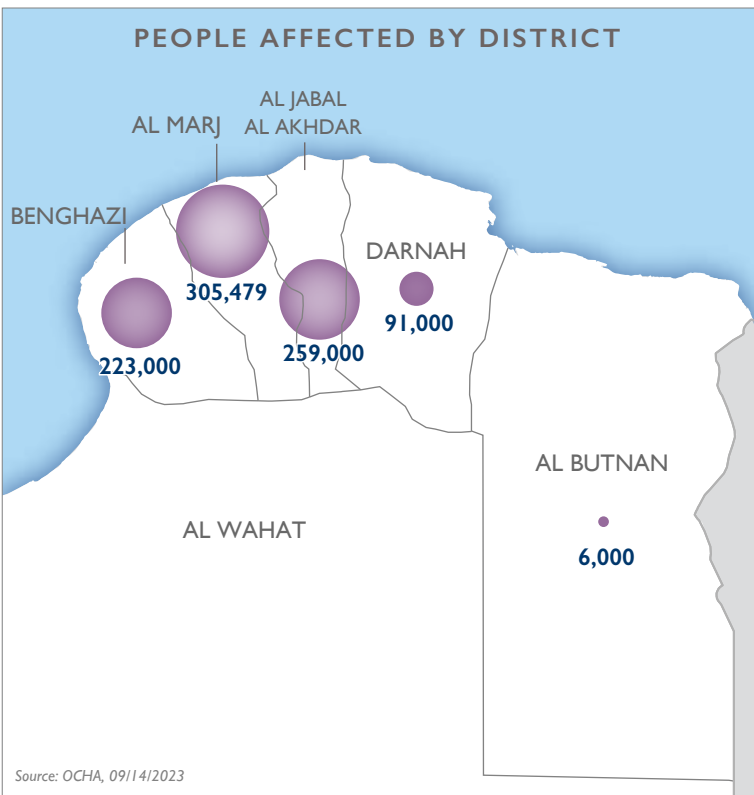 PEOPLE AFFECTED BY DISTRICT
AL JABAL
AL AKHDAR
AL MARJ
BENGHAZI
DARNAH
305,479
91,000
259,000
223,000
AL BUTNAN
AL WAHAT
6,000
Source: OCHA, 09/14/2023